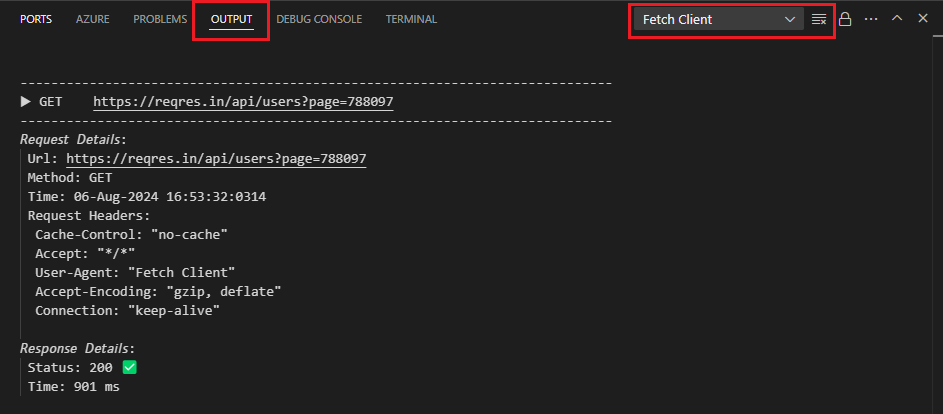 PORTS AZURE PROBLEMS OUTPUT DEBUG CONSOLE TERMINAL Fetch Client
-----------------------------------------------------------------------------
▶ GET    https://reqres.in/api/users?page=788097
-----------------------------------------------------------------------------
Request Details:
Url: https://reqres.in/api/users?page=788097
Method: GET
Time: 06-Aug-2024 16:53:32:0314
Request Headers:
Cache-Control: "no-cache"
Accept: "*/*"
User-Agent: "Fetch Client"
Accept-Encoding: "gzip, deflate"
Connection: "keep-alive"
Response Details:
Status: 200 ✅
Time: 901 ms